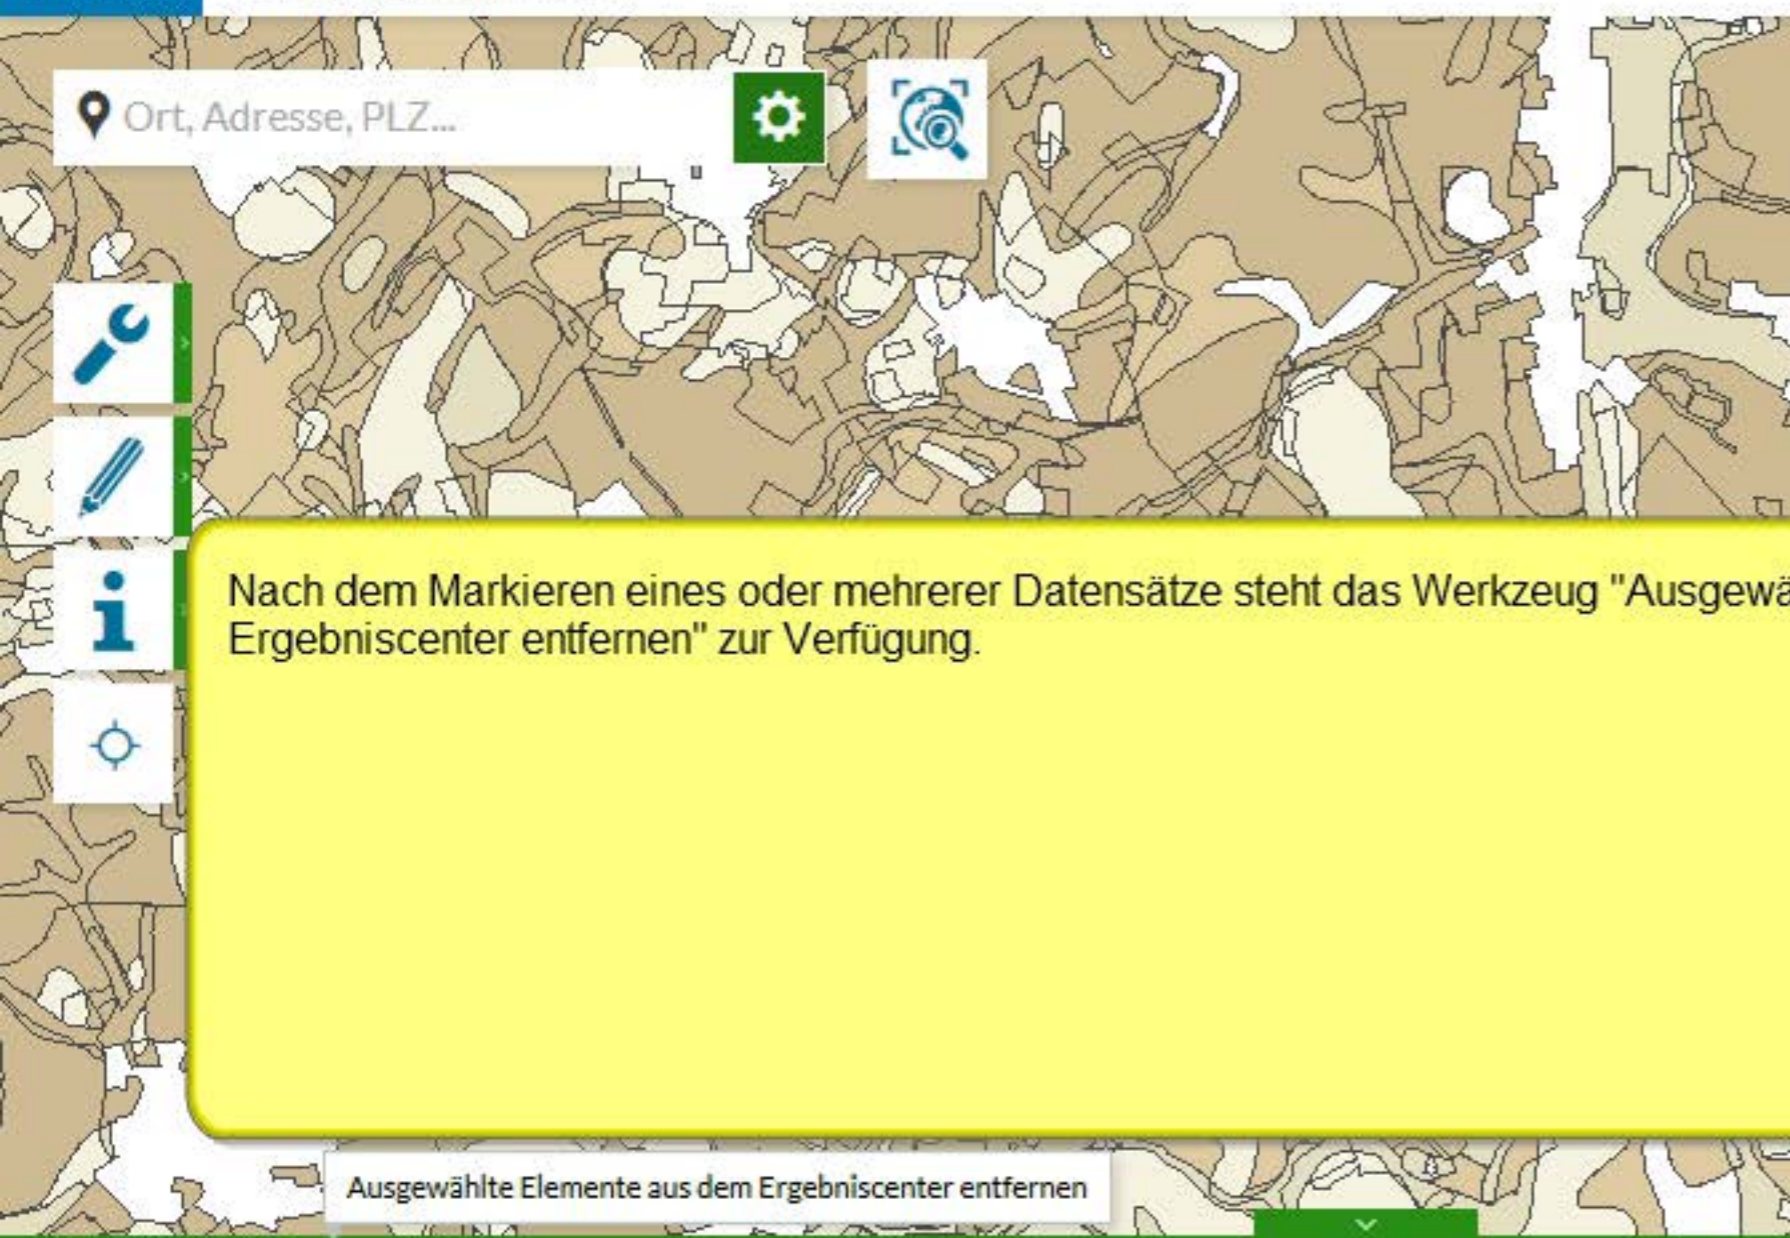 Ort, Adresse, PLZ...
Nach dem Markieren eines oder mehrerer Datensätze steht das Werkzeug "Ausgewä
Ergebniscenter entfernen" zur Verfügung.
Ausgewählte Elemente aus dem Ergebniscenter entfernen